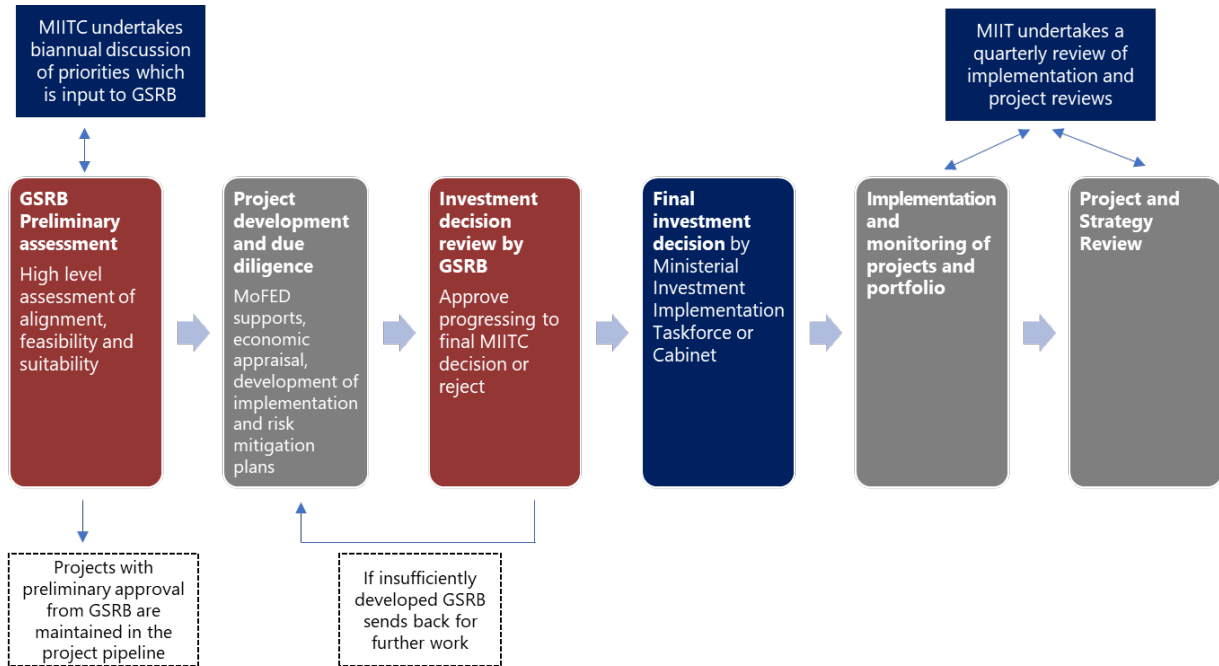 MIITC undertakes
biannual discussion
of priorities which
is input to GSRB
MIIT undertakes a
quarterly review of
implementation and
project reviews
GSRB
Preliminary
assessment
High level
assessment of
alignment,
feasibility and
suitability
Project
development
and due
diligence
MoFED
supports,
economic
appraisal,
development of
implementation
and risk
mitigation
plans
Investment
decision
review by
GSRB
Approve
progressing to
final MIITC
decision or
reject
Final
investment
decision by
Ministerial
Investment
Implementation
Taskforce or
Cabinet
Implementation
and
monitoring of
projects and
portfolio
Project and
Strategy
Review
Projects with
preliminary approval
from GSRB are
maintained in the
project pipeline
If insufficiently
developed GSRB
sends back for
further work